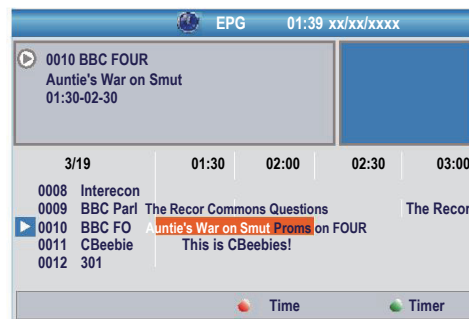 EPG 01:39 xx/xx/xxxx
0010 BBC FOUR
Auntie's War on Smut
01:30-02-30
3/19 01:30 02:00 02:30 03:00
0008 Interecon
0009 BBC Parl The Recor Commons Questions The Recor
0010 BBC FO Auntie's War on Smut Proms on FOUR
0011 CBeebie This is CBeebies!
0012 301
Time Timer